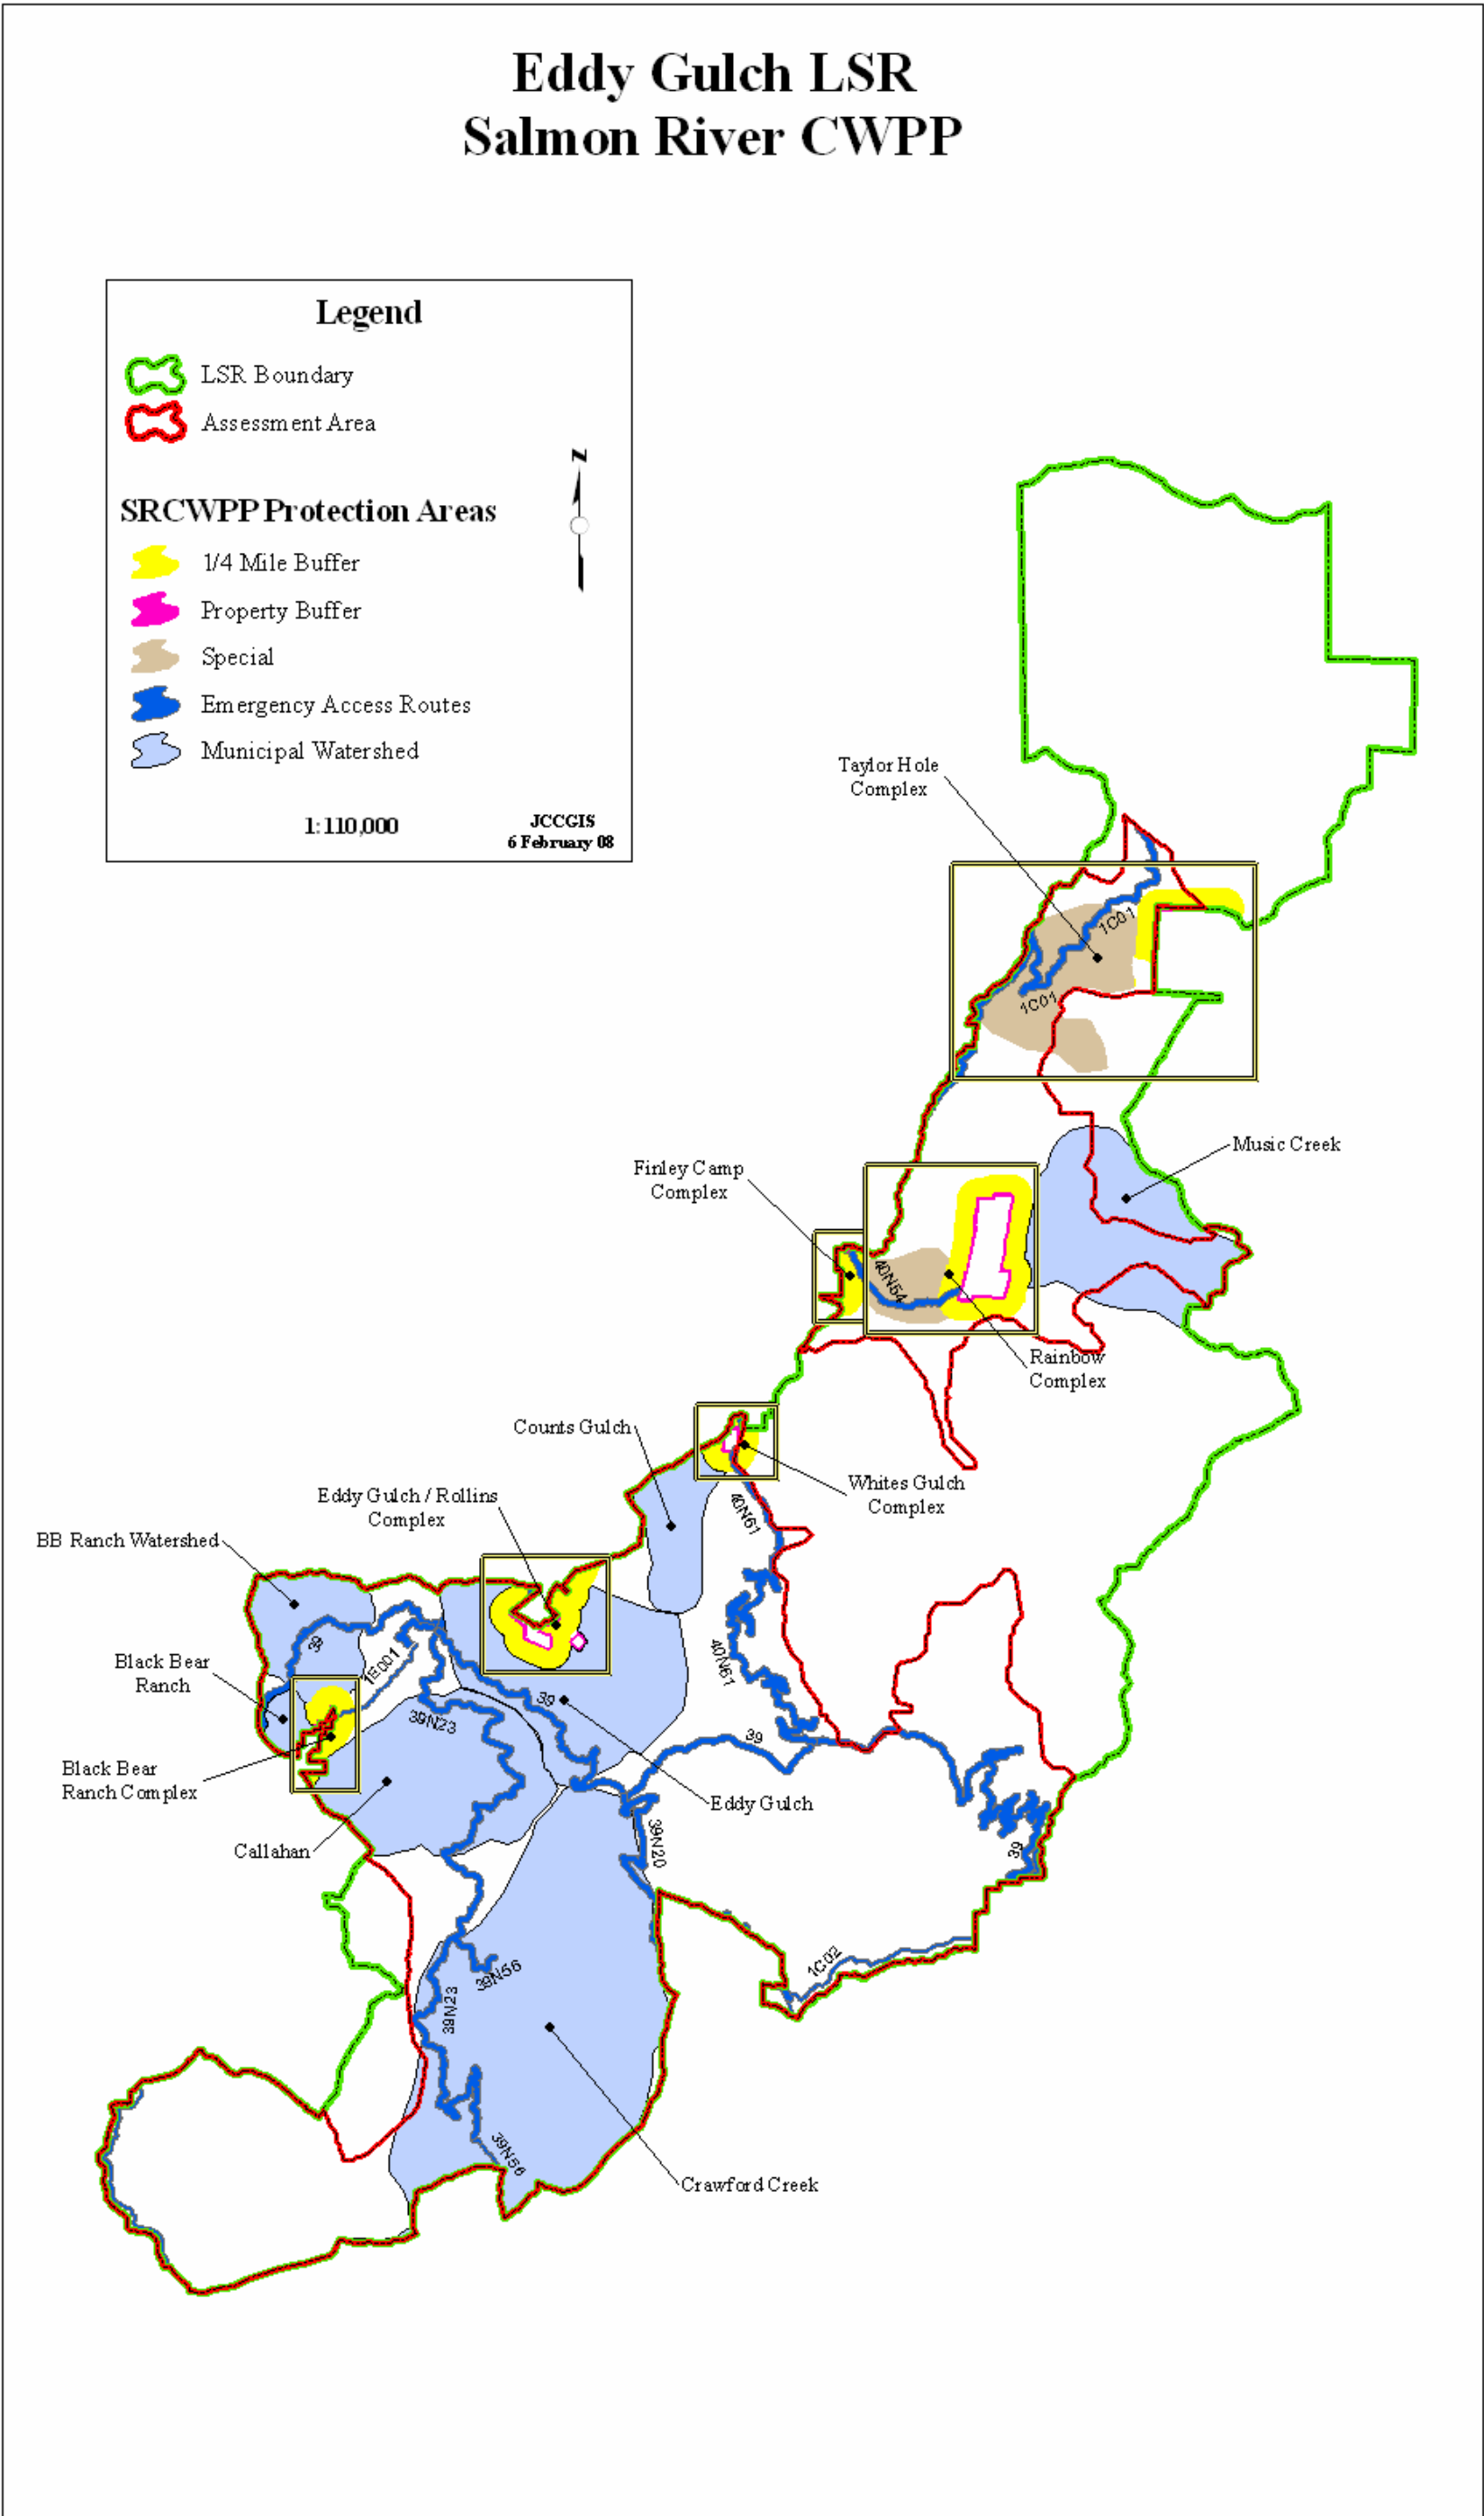 Eddy Gulch LSR
Salmon River CWPP
Legend
LSR Boundary
Assessment Area
N
SRCWPP Protection Areas
1/4 Mile Buffer
Property Buffer
Special
Emergency Access Routes
Municipal Watershed
1:110,000
JCCGIS
6 February 08
Taylor Hole
Complex
1C01
1C01
Music Creek
Finley Camp
Complex
40N54
Rainbow
Complex
Counts Gulch
Whites Gulch
Complex
Eddy Gulch / Rollins
Complex
40N61
BB Ranch Watershed
39
1E001
40N61
Black Bear
Ranch
39
39N23
39
Black Bear
Ranch Complex
Eddy Gulch
39N20
Callahan
39
1C02
39N56
39N23
39N56
Crawford Creek